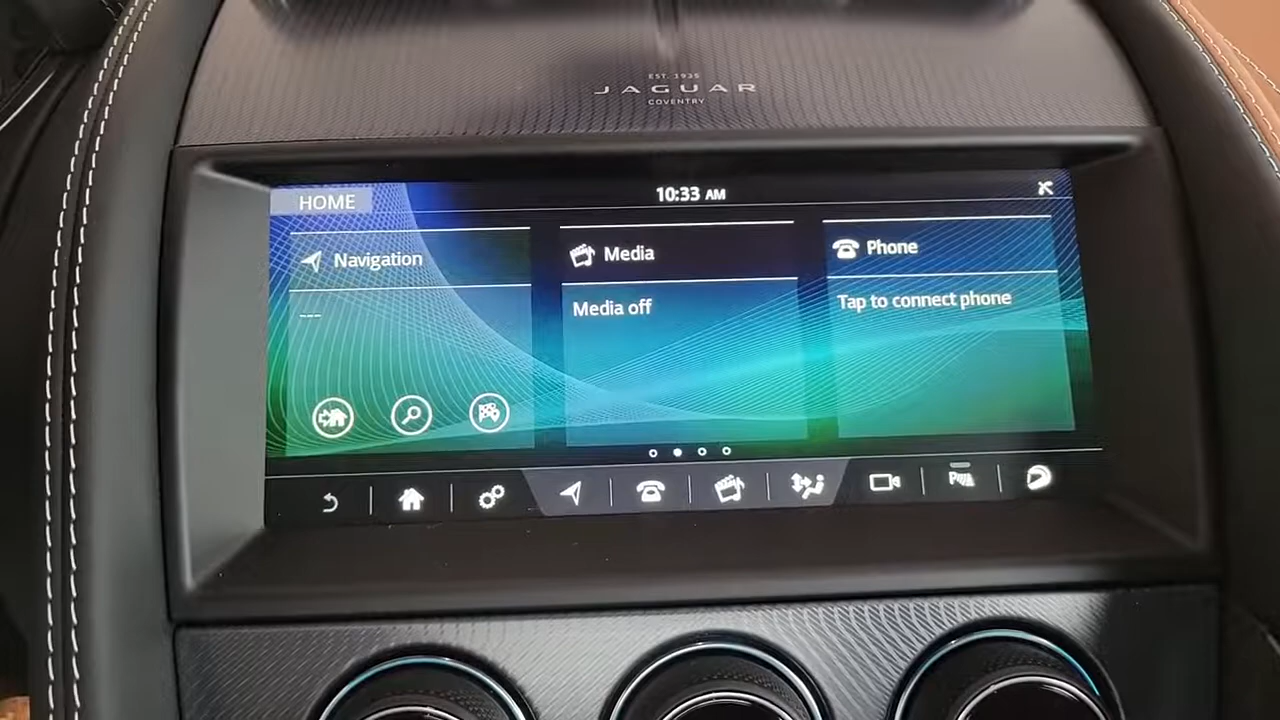 EST. 1935
JAGUAR
COVENTRY
HOME
10:33 AM
Navigation
Media
Phone
---
Media off
Tap to connect phone